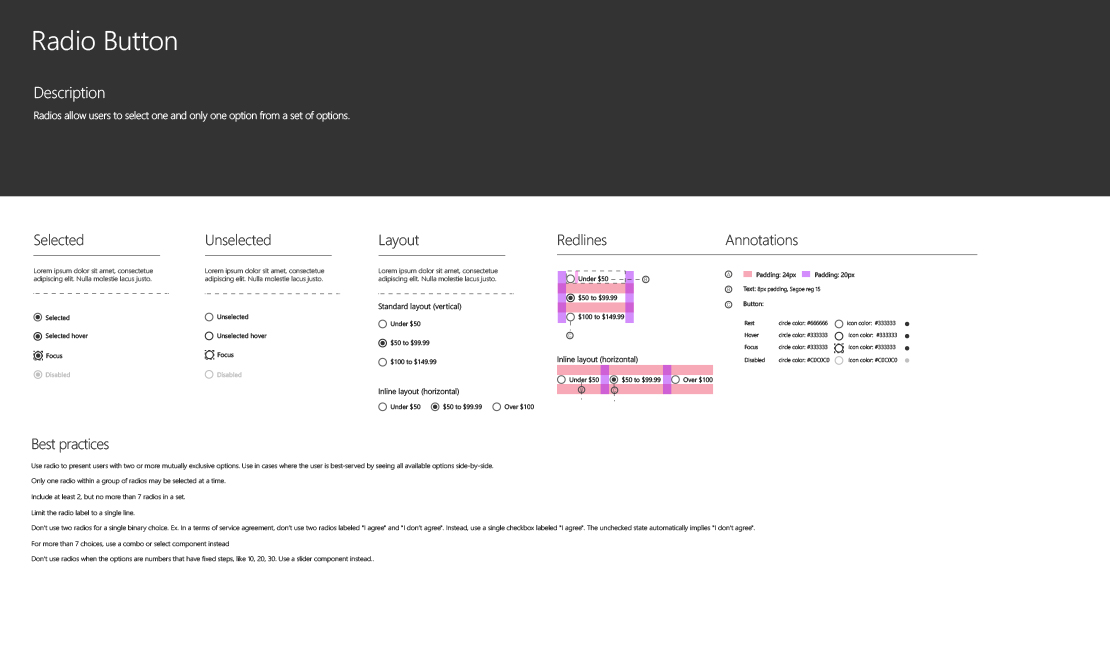 Radio Button
Description
Radios allow users to select one and only one option from a set of options.
Selected
Lorem ipsum dolor sit amet, consectetue
adipiscing elit. Nulla molestie lacus justo.
Selected
Selected hover
Focus
Disabled
Unselected
Lorem ipsum dolor sit amet, consectetue
adipiscing elit. Nulla molestie lacus justo.
Unselected
Unselected hover
Focus
Disabled
Layout
Lorem ipsum dolor sit amet, consectetue
adipiscing elit. Nulla molestie lacus justo.
Standard layout (vertical)
Under $50
$50 to $99.99
$100 to $149.99
Inline layout (horizontal)
Under $50 $50 to $99.99 Over $100
Redlines
Under $50
$50 to $99.99
$100 to $149.99
Inline layout (horizontal)
Under $50 $50 to $99.99 Over $100
Annotations
Padding: 24px Padding: 20px
Text: 8px padding, Segoe reg 15
Button:
Rest circle color: #666666 icon color: #333333
Hover circle color: #333333 icon color: #333333
Focus circle color: #333333 icon color: #333333
Disabled circle color: #C0C0C0 icon color: #C0C0C0
Best practices
Use radio to present users with two or more mutually exclusive options. Use in cases where the user is best-served by seeing all available options side-by-side.
Only one radio within a group of radios may be selected at a time.
Include at least 2, but no more than 7 radios in a set.
Limit the radio label to a single line.
Don't use two radios for a single binary choice. Ex. In a terms of service agreement, don't use two radios labeled "I agree" and "I don't agree". Instead, use a single checkbox labeled "I agree". The unchecked state automatically implies "I don't agree".
For more than 7 choices, use a combo or select component instead
Don't use radios when the options are numbers that have fixed steps, like 10, 20, 30. Use a slider component instead..